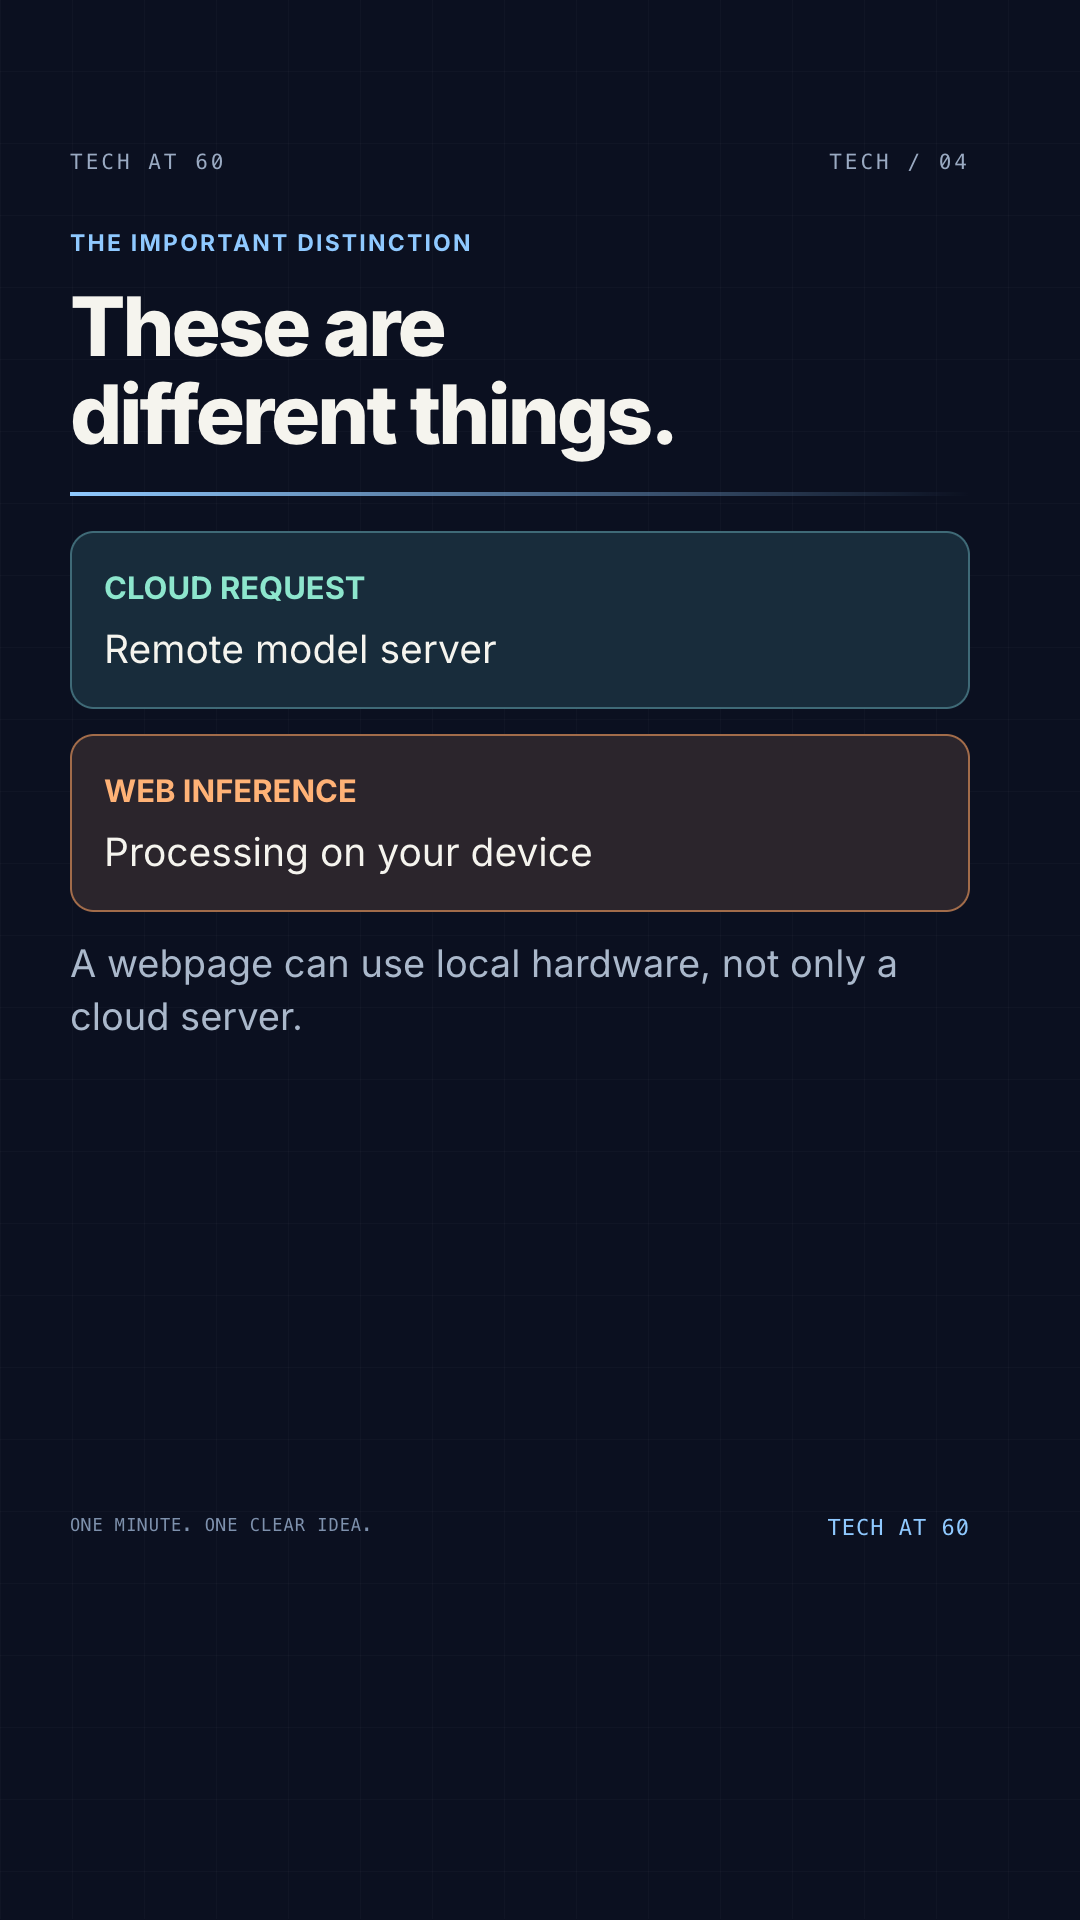 TECH AT 60
TECH / 04
THE IMPORTANT DISTINCTION
These are
different things.
CLOUD REQUEST
Remote model server
WEB INFERENCE
Processing on your device
A webpage can use local hardware, not only a
cloud server.
ONE MINUTE. ONE CLEAR IDEA.
TECH AT 60